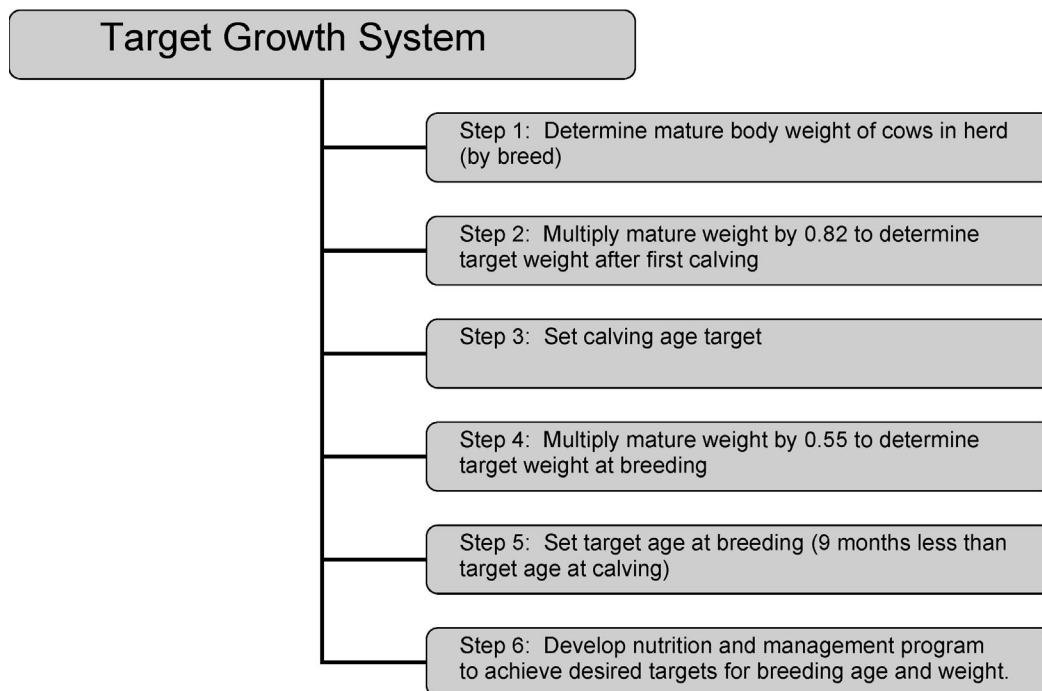 Target Growth System
Step 1:  Determine mature body weight of cows in herd
(by breed)
Step 2:  Multiply mature weight by 0.82 to determine
target weight after first calving
Step 3:  Set calving age target
Step 4:  Multiply mature weight by 0.55 to determine
target weight at breeding
Step 5:  Set target age at breeding (9 months less than
target age at calving)
Step 6:  Develop nutrition and management program
to achieve desired targets for breeding age and weight.